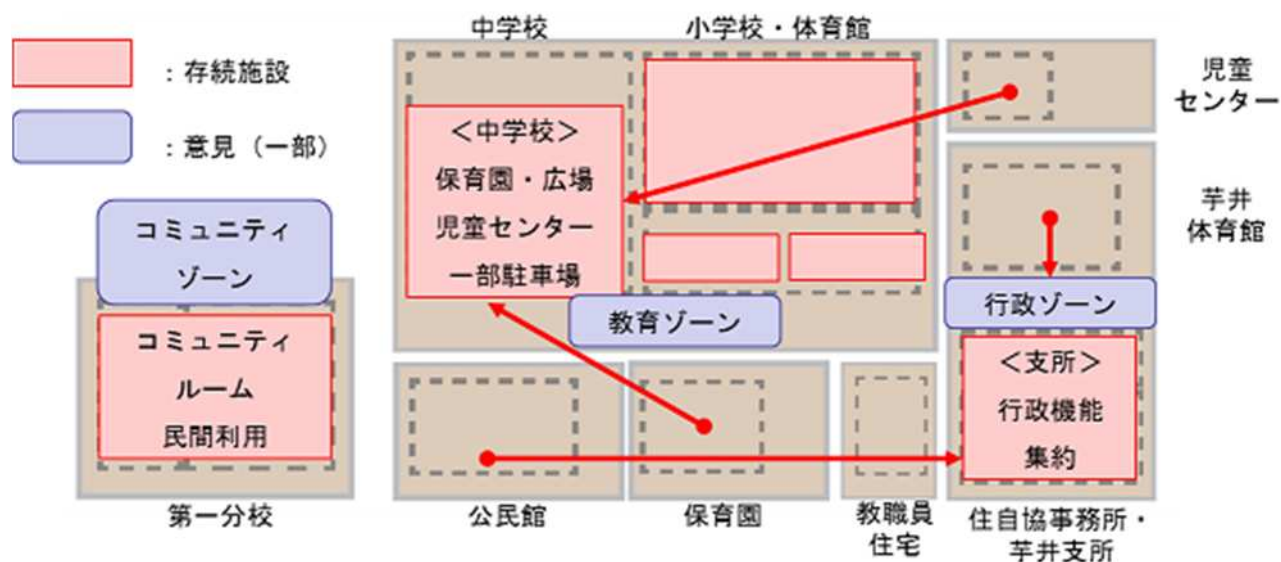 ：存続施設
：意見（一部）
中学校
小学校・体育館
児童
センター
芋井
体育館
コミュニティ
ゾーン
コミュニティ
ルーム
民間利用
第一分校
＜中学校＞
保育園・広場
児童センター
一部駐車場
教育ゾーン
行政ゾーン
＜支所＞
行政機能
集約
公民館
保育園
教職員
住宅
住自協事務所・
芋井支所